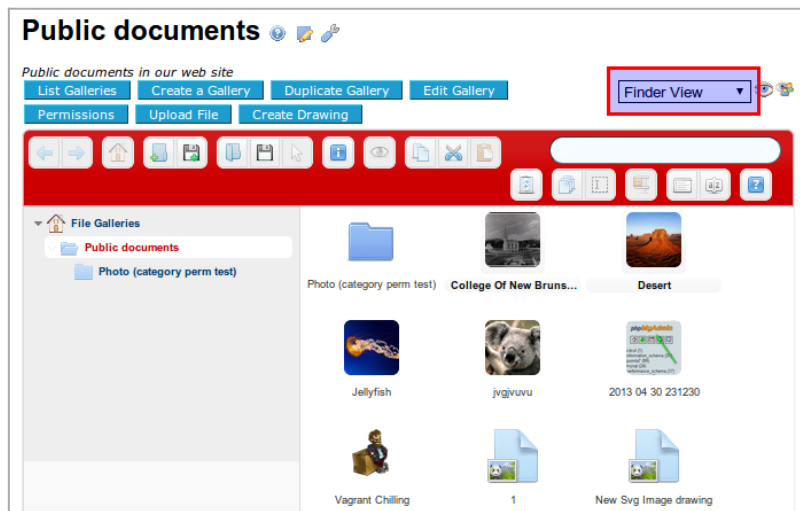 Public documents
Public documents in our web site
List Galleries Create a Gallery Duplicate Gallery Edit Gallery
Finder View
Permissions Upload File Create Drawing
File Galleries
Public documents
Photo (category perm test)
Photo (category perm test) College Of New Bruns... Desert
phpMyAdmin
Jellyfish jvgjvuvu 2013 04 30 231230
Vagrant Chilling 1 New Svg Image drawing